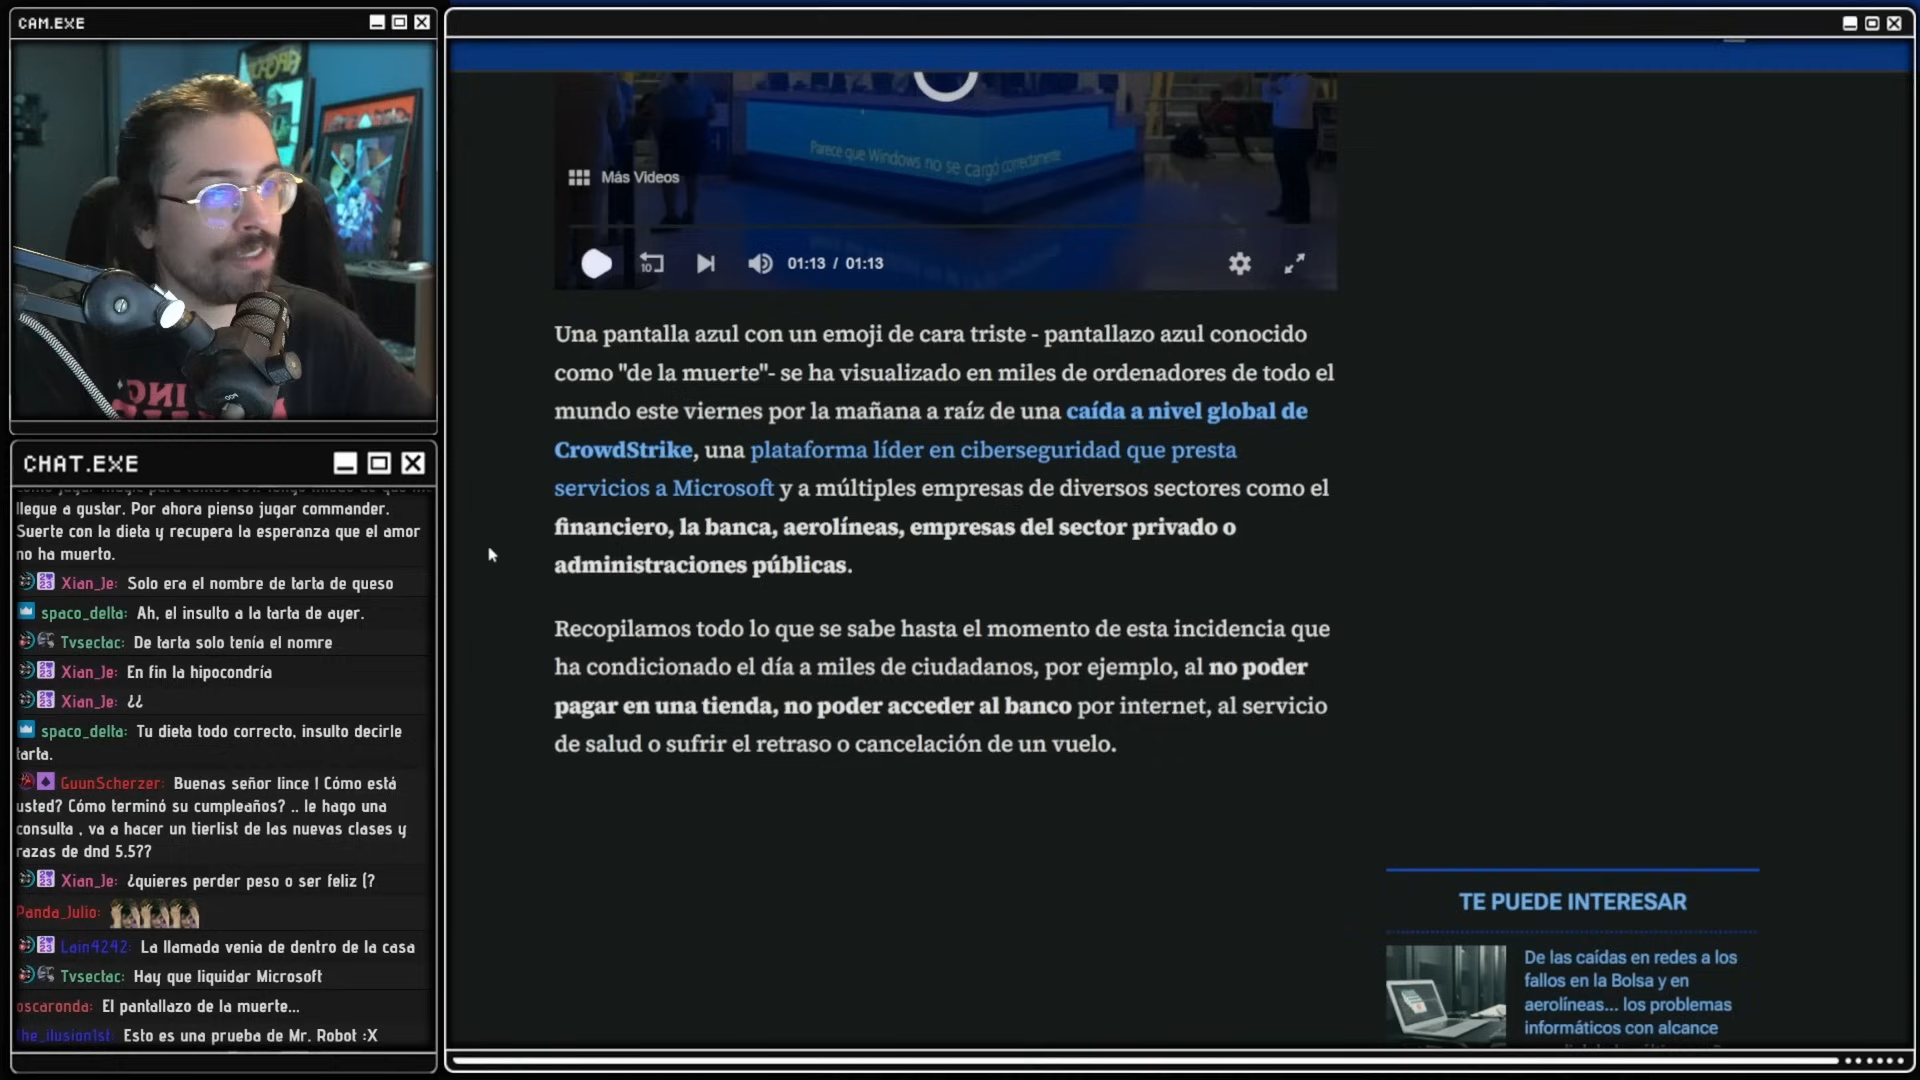 CAM.EXE
Parece que Windows no se cargó correctamente
Más Videos
10
01:13 / 01:13
Una pantalla azul con un emoji de cara triste - pantallazo azul conocido
como "de la muerte"- se ha visualizado en miles de ordenadores de todo el
mundo este viernes por la mañana a raíz de una caída a nivel global de
CrowdStrike, una plataforma líder en ciberseguridad que presta
servicios a Microsoft y a múltiples empresas de diversos sectores como el
financiero, la banca, aerolíneas, empresas del sector privado o
administraciones públicas.
Recopilamos todo lo que se sabe hasta el momento de esta incidencia que
ha condicionado el día a miles de ciudadanos, por ejemplo, al no poder
pagar en una tienda, no poder acceder al banco por internet, al servicio
de salud o sufrir el retraso o cancelación de un vuelo.
TE PUEDE INTERESAR
De las caídas en redes a los
fallos en la Bolsa y en
aerolíneas... los problemas
informáticos con alcance
CHAT.EXE
llegue a gustar. Por ahora pienso jugar commander.
Suerte con la dieta y recupera la esperanza que el amor
no ha muerto.
Xian_Je: Solo era el nombre de tarta de queso
spaco_delta: Ah, el insulto a la tarta de ayer.
Tvsectac: De tarta solo tenía el nomre
Xian_Je: En fin la hipocondría
Xian_Je: ¿¿
spaco_delta: Tu dieta todo correcto, insulto decirle
tarta.
GuunScherzer: Buenas señor lince ! Cómo está
usted? Cómo terminó su cumpleaños? .. le hago una
consulta , va a hacer un tierlist de las nuevas clases y
razas de dnd 5.5??
Xian_Je: ¿quieres perder peso o ser feliz (?
Panda_Julio:
Lain4242: La llamada venia de dentro de la casa
Tvsectac: Hay que liquidar Microsoft
oscaronda: El pantallazo de la muerte...
the_ilusion1st: Esto es una prueba de Mr. Robot :X